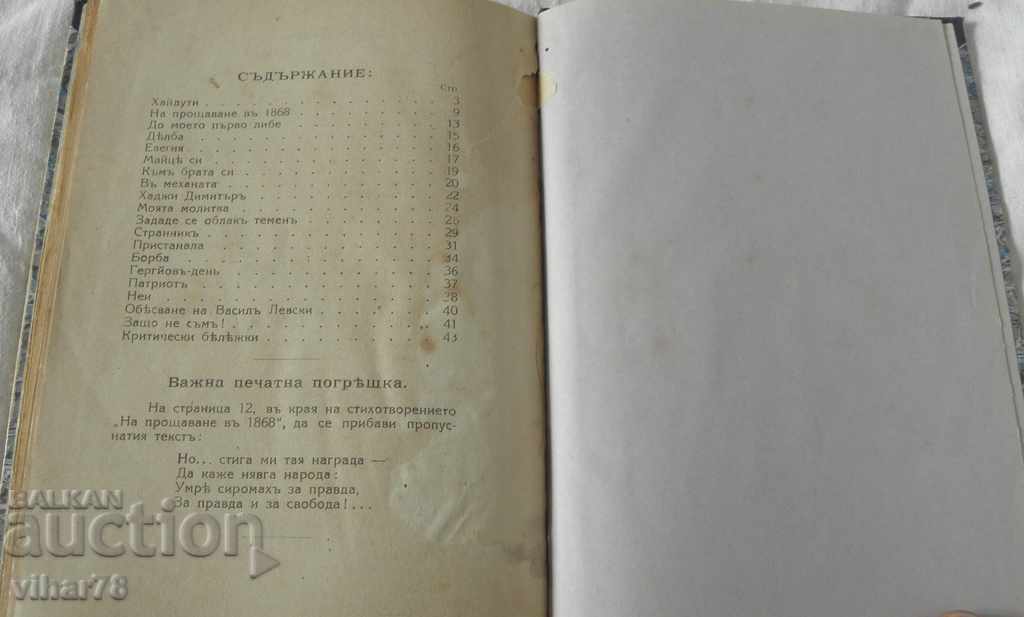 СЪДЪРЖАНИЕ:
Ст.
Хайдути . . . . . . . . . . . . . . 3
На прощаване въ 1868 . . . . . . . . 9
До моето първо либе . . . . . . . . 13
Дѣлба . . . . . . . . . . . . . . 15
Елегия . . . . . . . . . . . . . . 16
Майцѣ си . . . . . . . . . . . . . 17
Къмъ брата си . . . . . . . . . . . 19
Въ механата . . . . . . . . . . . . 20
Хаджи Димитъръ . . . . . . . . . . 22
Моята молитва . . . . . . . . . . . 24
Зададе се облак теменъ . . . . . . . 26
Странникъ . . . . . . . . . . . . . 29
Пристанала . . . . . . . . . . . . 31
Борба . . . . . . . . . . . . . . 34
Гергйовъ-день . . . . . . . . . . . 36
Патриотъ . . . . . . . . . . . . . 37
Неи . . . . . . . . . . . . . . . 38
Обѣсване на Василъ Левски . . . . . . 40
Защо не съмъ! . . . . . . . . . . . 41
Критически бѣлѣжки . . . . . . . . . 43
Важна печатна погрѣшка.
На страница 12, въ края на стихотворението
„На прощаване въ 1868", да се прибави пропус-
натия текстъ:
Но... стига ми тая награда —
Да каже нявга народа:
Умрѣ сиромахъ за правда,
За правда и за свобода!...
BALKAN
auction
vihar78